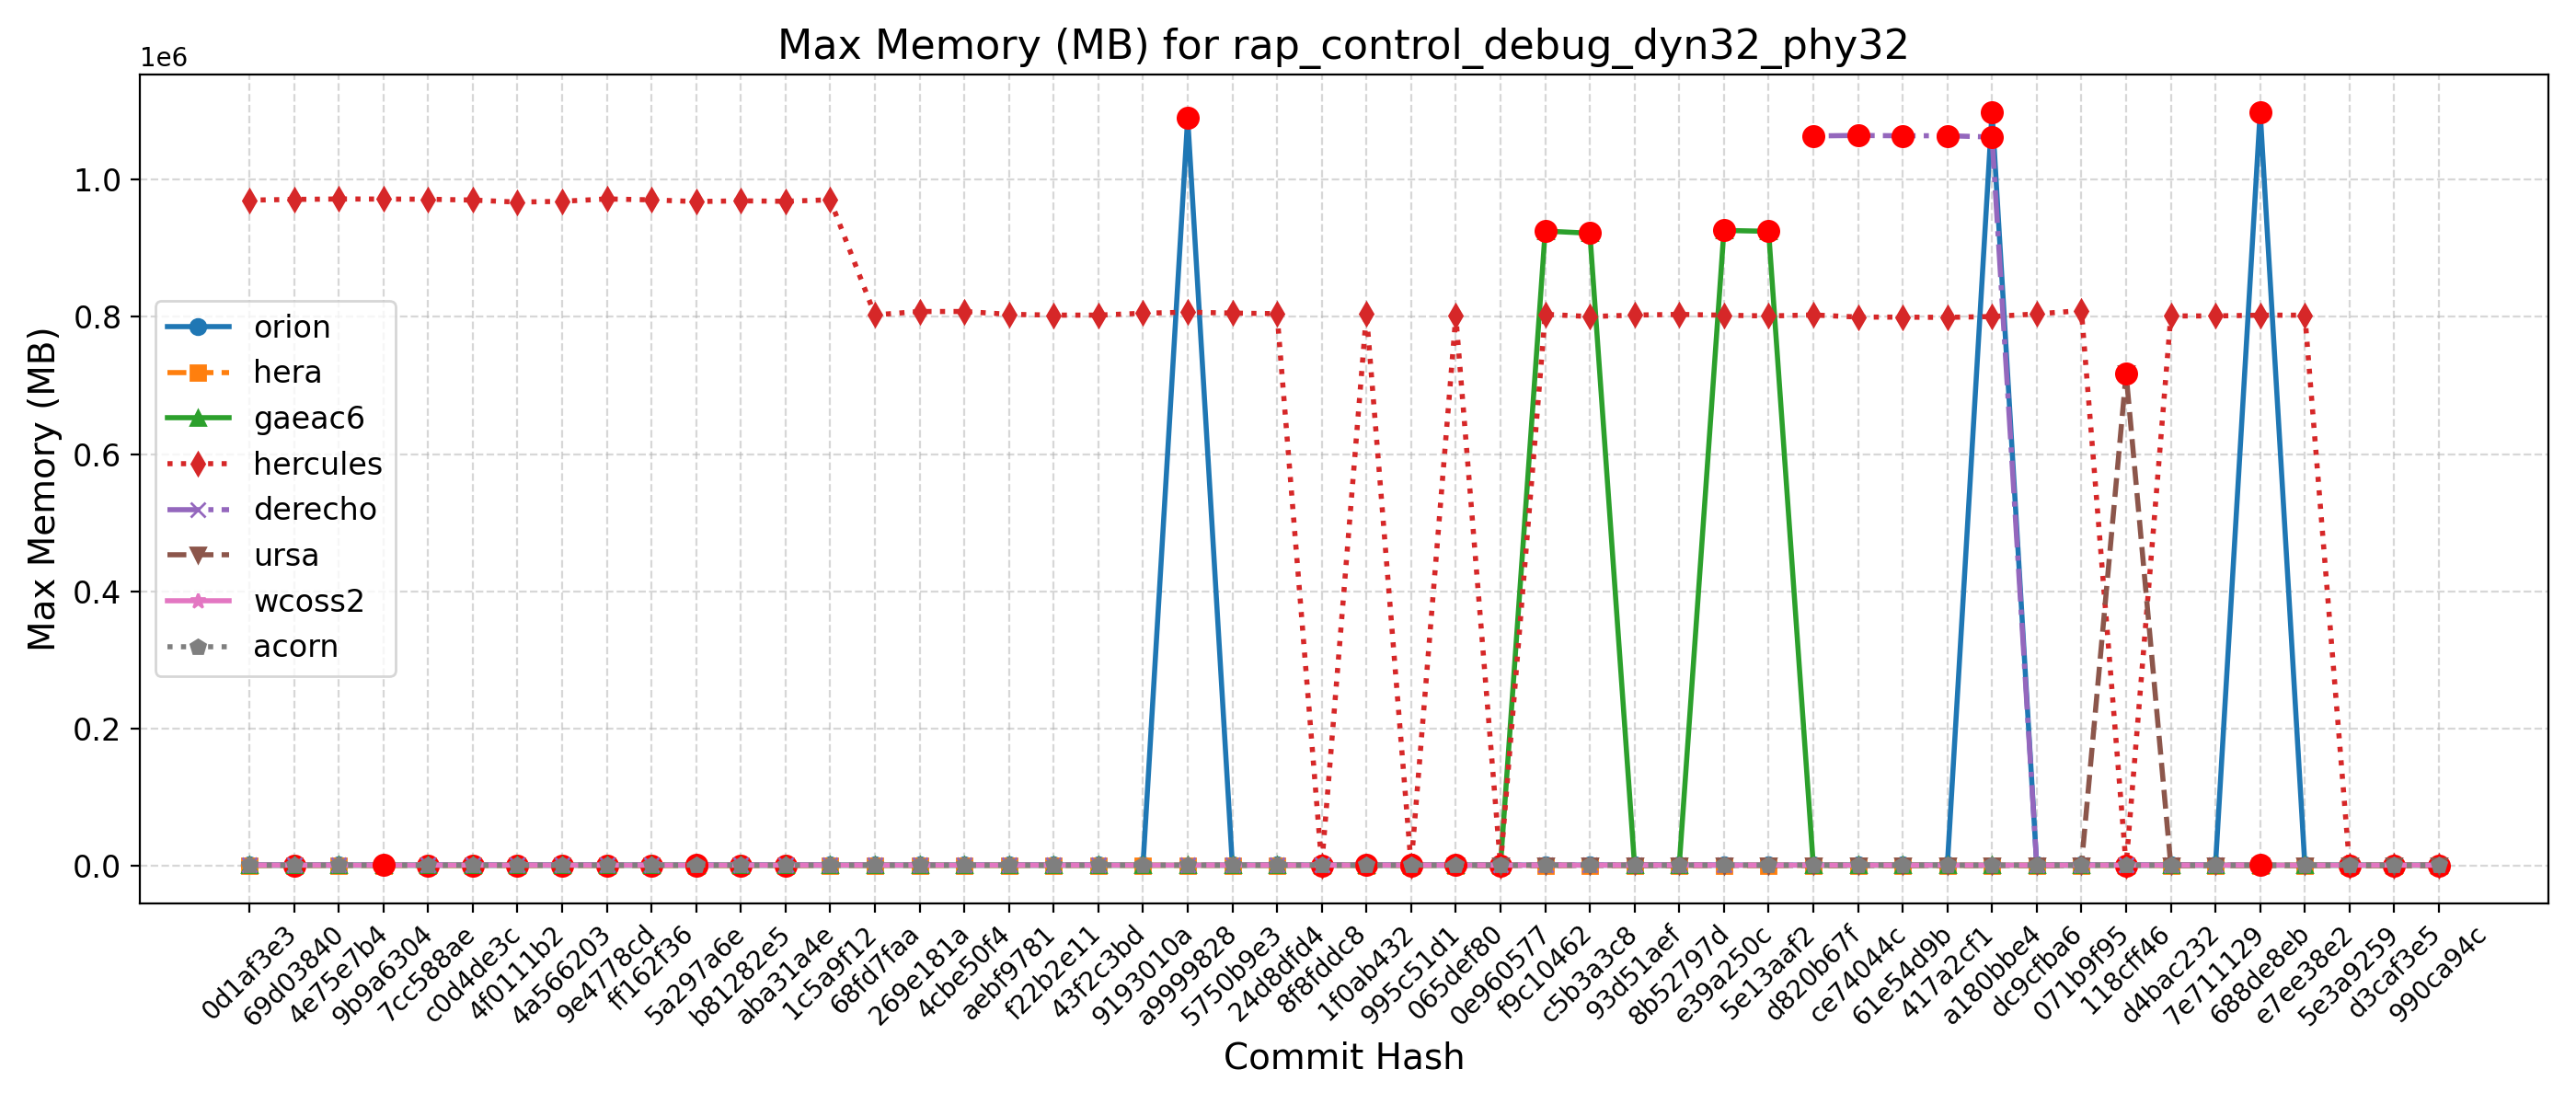 Max Memory (MB) for rap_control_debug_dyn32_phy32
1e6
Max Memory (MB)
1.0
0.8
0.6
0.4
0.2
0.0
orion
hera
gaeac6
hercules
derecho
ursa
wcoss2
acorn
0d1af3e3
69d03840
4e75e7b4
9b9a6304
7cc588ae
c0d4de3c
4f0111b2
4a566203
9e4778cd
ff162f36
5a297a6e
b81282e5
aba31a4e
1c5a9f12
68fd7faa
269e181a
4cbe50f4
aebf9781
f22b2e11
43f2c3bd
9193010a
a9999828
5750b9e3
24d8dfd4
8f8fddc8
1f0ab432
995c51d1
065def80
0e960577
f9c10462
c5b3a3c8
93d51aef
8b52797d
e39a250c
5e13aaf2
d820b67f
ce74044c
61e54d9b
417a2cf1
a180bbe4
dc9cfba6
071b9f95
118cff46
d4bac232
7e711129
688de8eb
e7ee38e2
5e3a9259
d3caf3e5
990ca94c
Commit Hash